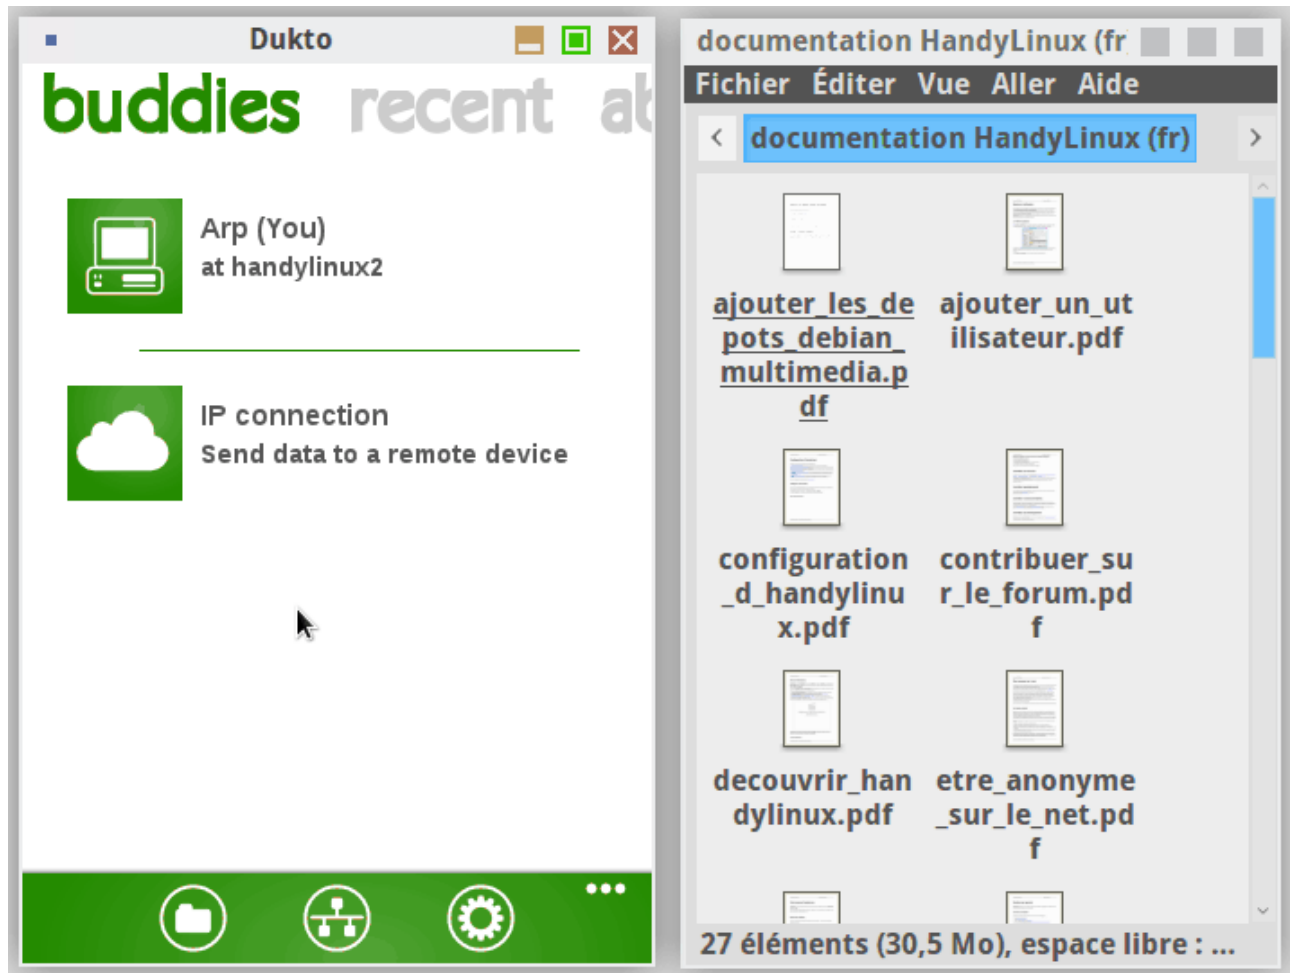 Dukto
buddies recent ab
Arp (You)
at handylinux2
IP connection
Send data to a remote device
documentation HandyLinux (fr
Fichier Éditer Vue Aller Aide
documentation HandyLinux (fr)
ajouter_les_de
pots_debian_
multimedia.p
df
ajouter_un_ut
ilisateur.pdf
configuration
_d_handylinu
x.pdf
contribuer_su
r_le_forum.pd
f
decouvrir_han
dylinux.pdf
etre_anonyme
_sur_le_net.pd
f
27 éléments (30,5 Mo), espace libre : ...